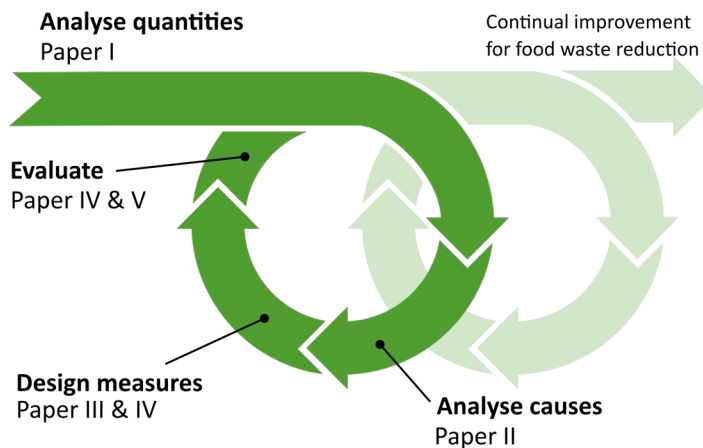 Analyse quantities
Paper I
Continual improvement
for food waste reduction
Evaluate
Paper IV & V
Design measures
Paper III & IV
Analyse causes
Paper II